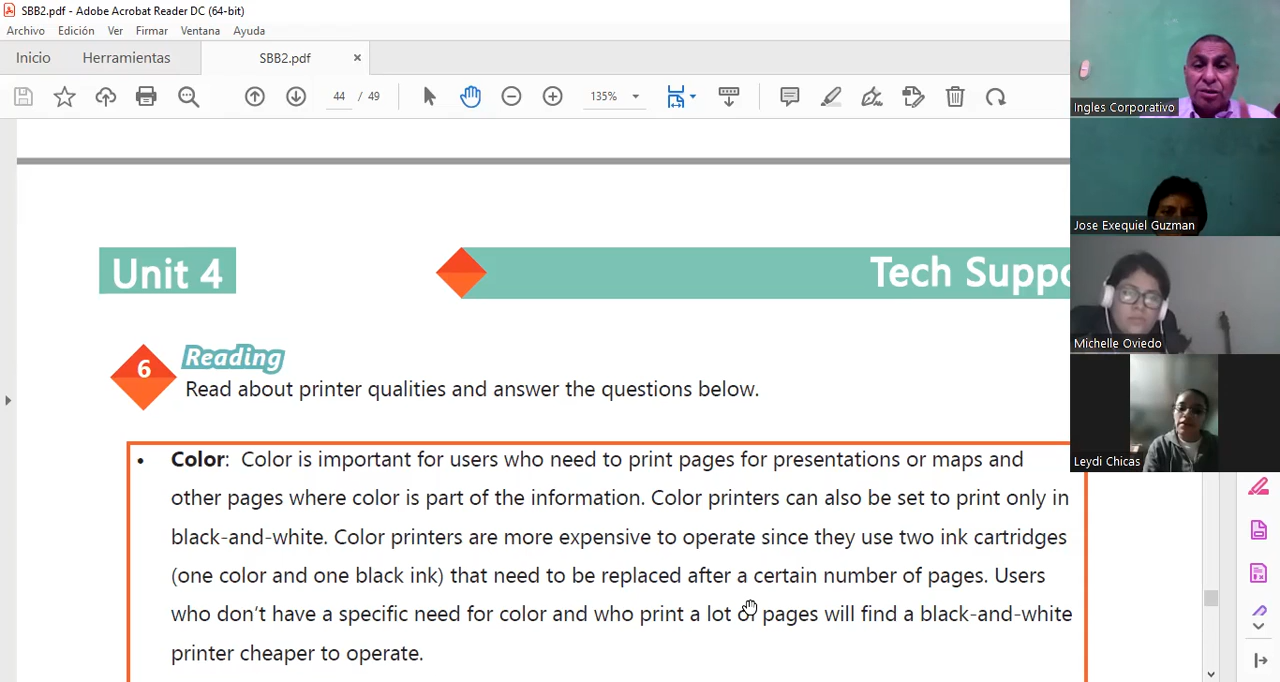 SBB2.pdf - Adobe Acrobat Reader DC (64-bit)
Archivo Edición Ver Firmar Ventana Ayuda
Inicio Herramientas SBB2.pdf ×
44 / 49 135%
Ingles Corporativo
Jose Exequiel Guzman
Michelle Oviedo
Leydi Chicas
Unit 4
Tech Suppo
6 Reading
Read about printer qualities and answer the questions below.
• Color: Color is important for users who need to print pages for presentations or maps and
other pages where color is part of the information. Color printers can also be set to print only in
black-and-white. Color printers are more expensive to operate since they use two ink cartridges
(one color and one black ink) that need to be replaced after a certain number of pages. Users
who don't have a specific need for color and who print a lot of pages will find a black-and-white
printer cheaper to operate.